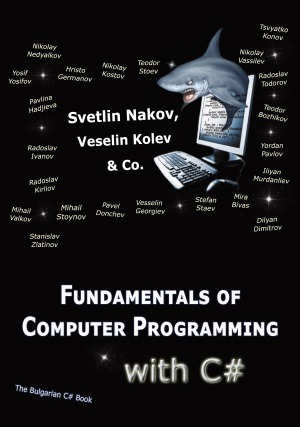 Tsvyatko
Konov
Nikolay
Nedyalkov
Teodor
Stoev
Nikolay
Vassilev
Yosif
Yosifov
Hristo
Germanov
Nikolay
Kostov
Radoslav
Todorov
Pavlina
Hadjieva
Svetlin Nakov,
Veselin Kolev
& Co.
Teodor
Bozhikov
Radoslav
Ivanov
Yordan
Pavlov
Radoslav
Kirliov
Iliyan
Murdanliev
Mihail
Valkov
Mihail
Stoynov
Pavel
Donchev
Vesselin
Georgiev
Stefan
Staev
Mira
Bivas
Dilyan
Dimitrov
Stanislav
Zlatinov
FUNDAMENTALS OF
COMPUTER PROGRAMMING
with C#
The Bulgarian C# Book